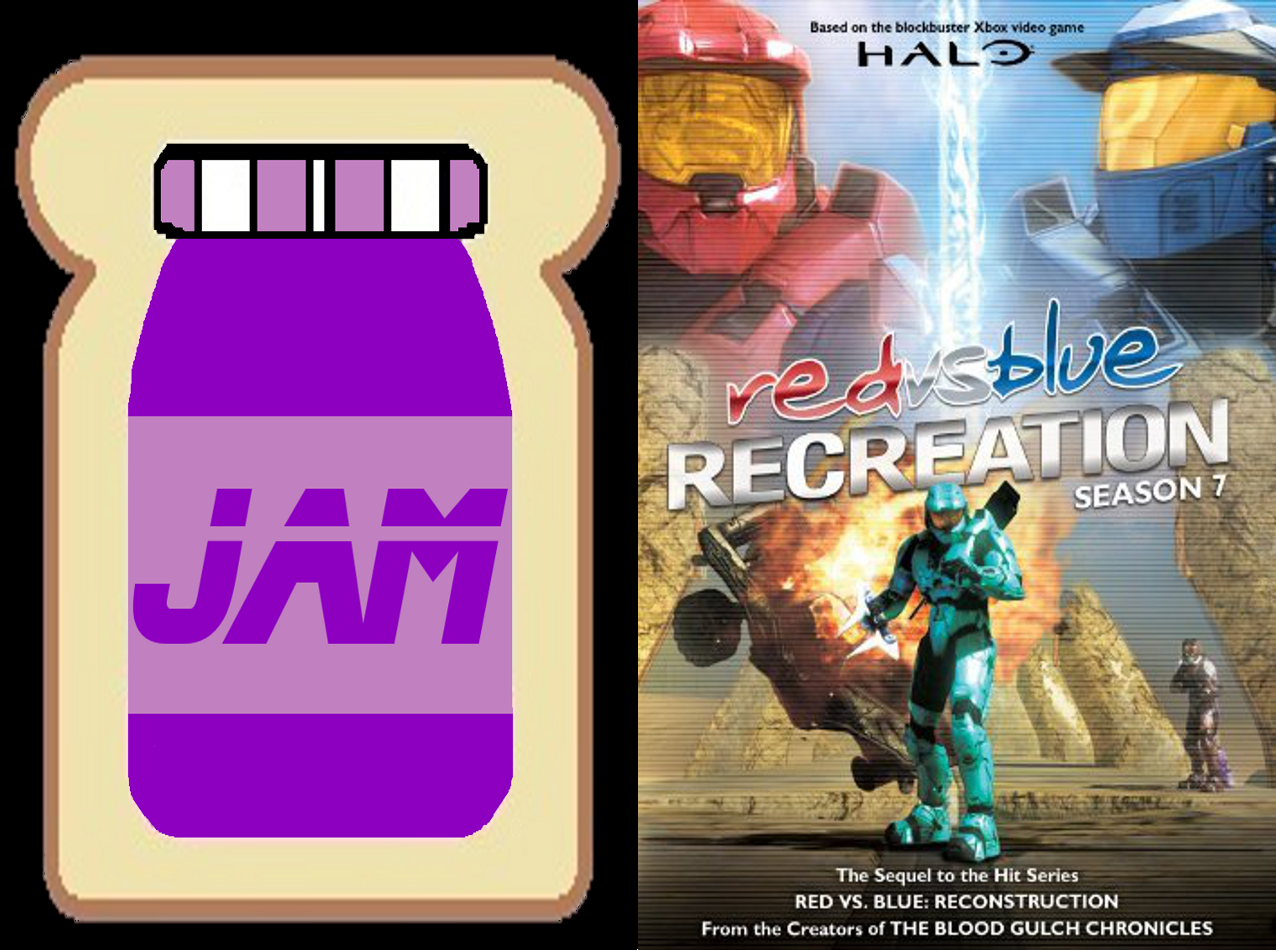 JAM
Based on the blockbuster Xbox video game
HALO
red vs blue
RECREATION
SEASON 7
The Sequel to the Hit Series
RED VS. BLUE: RECONSTRUCTION
From the Creators of THE BLOOD GULCH CHRONICLES